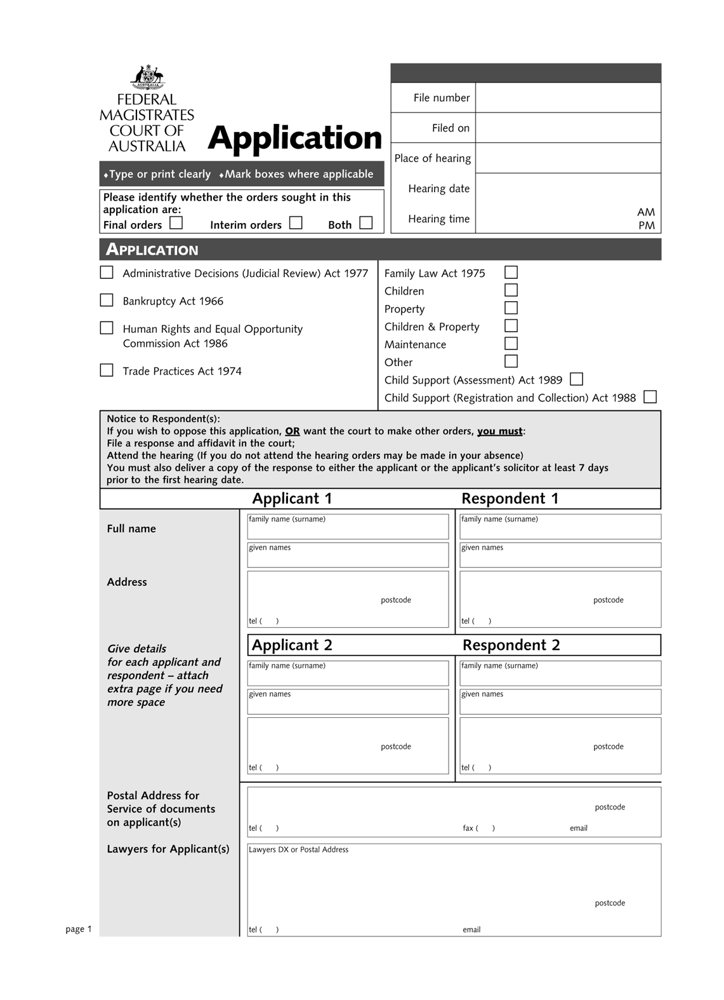 AUSTRALIA
FEDERAL
MAGISTRATES
COURT OF
AUSTRALIA
Application
♦Type or print clearly ♦Mark boxes where applicable
Please identify whether the orders sought in this
application are:
Final orders Interim orders Both
File number
Filed on
Place of hearing
Hearing date
Hearing time
AM
PM
APPLICATION
Administrative Decisions (Judicial Review) Act 1977
Bankruptcy Act 1966
Human Rights and Equal Opportunity
Commission Act 1986
Trade Practices Act 1974
Family Law Act 1975
Children
Property
Children & Property
Maintenance
Other
Child Support (Assessment) Act 1989
Child Support (Registration and Collection) Act 1988
Notice to Respondent(s):
If you wish to oppose this application, OR want the court to make other orders, you must:
File a response and affidavit in the court;
Attend the hearing (If you do not attend the hearing orders may be made in your absence)
You must also deliver a copy of the response to either the applicant or the applicant's solicitor at least 7 days
prior to the first hearing date.
Applicant 1 Respondent 1
Full name
family name (surname) family name (surname)
given names given names
Address
postcode postcode
tel ( ) tel ( )
Give details
for each applicant and
respondent – attach
extra page if you need
more space
Applicant 2 Respondent 2
family name (surname) family name (surname)
given names given names
postcode postcode
tel ( ) tel ( )
Postal Address for
Service of documents
on applicant(s)
postcode
tel ( ) fax ( ) email
Lawyers for Applicant(s)
Lawyers DX or Postal Address
postcode
tel ( ) email
page 1